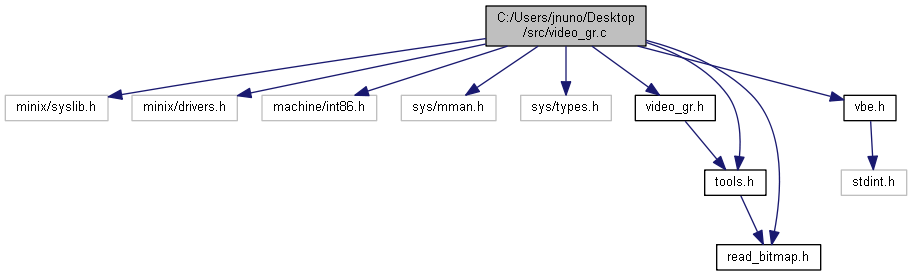 C:/Users/jnuno/Desktop
/src/video_gr.c
minix/syslib.h
minix/drivers.h
machine/int86.h
sys/mman.h
sys/types.h
video_gr.h
vbe.h
tools.h
stdint.h
read_bitmap.h